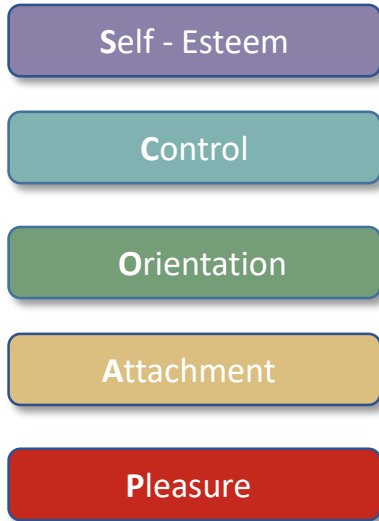 Self - Esteem
Control
Orientation
Attachment
Pleasure